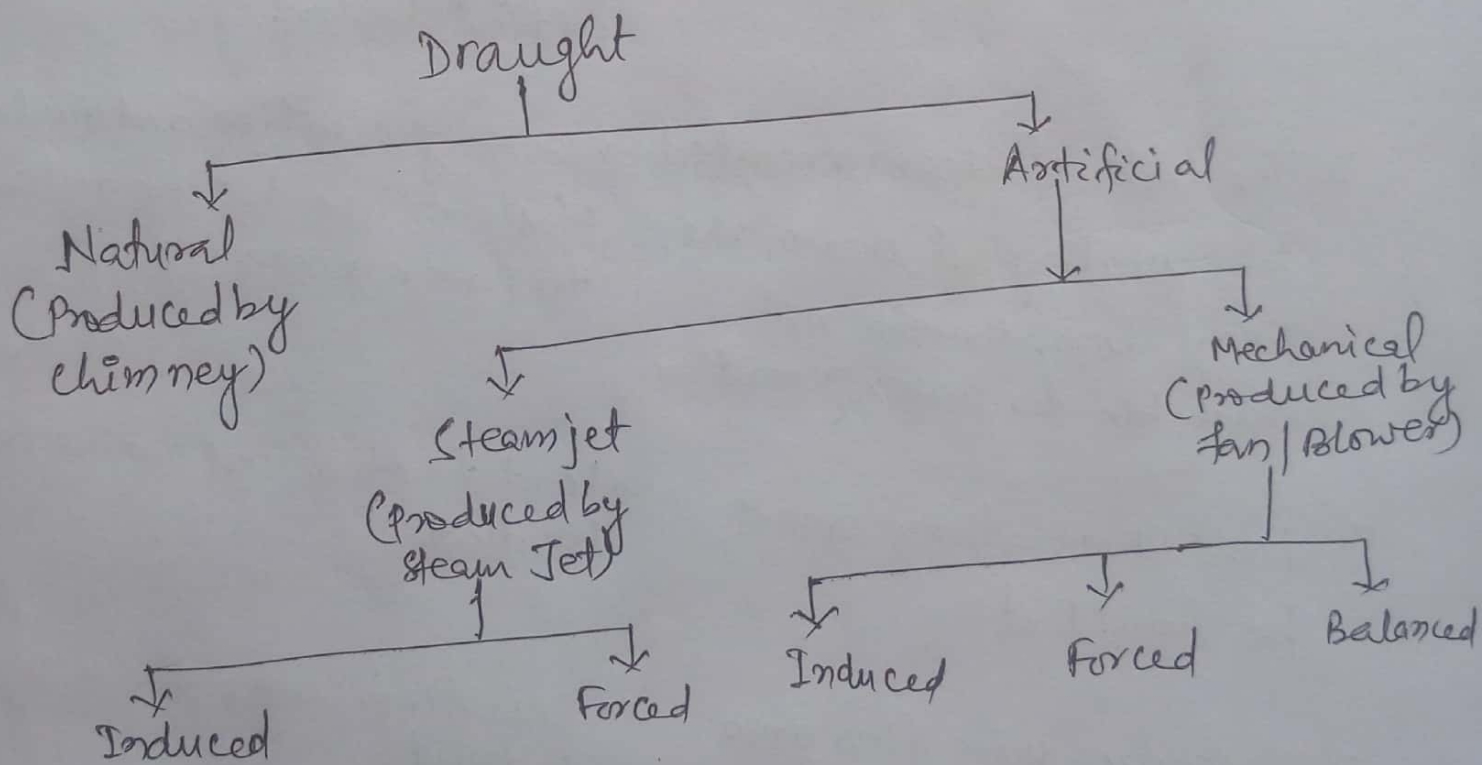 Draught
Artificial
Natural
(Produced by
chimney)
Mechanical
(Produced by
fan/Blower)
Steam jet
(Produced by
Steam Jet)
Induced
Forced
Balanced
Induced
Forced